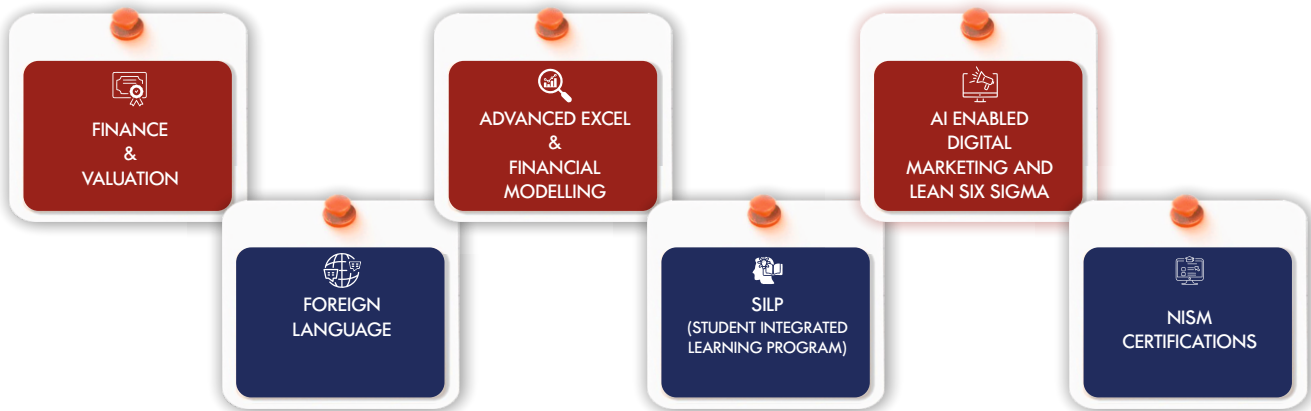 FINANCE
&
VALUATION
ADVANCED EXCEL
&
FINANCIAL
MODELLING
AI ENABLED
DIGITAL
MARKETING AND
LEAN SIX SIGMA
FOREIGN
LANGUAGE
SILP
(STUDENT INTEGRATED
LEARNING PROGRAM)
NISM
CERTIFICATIONS